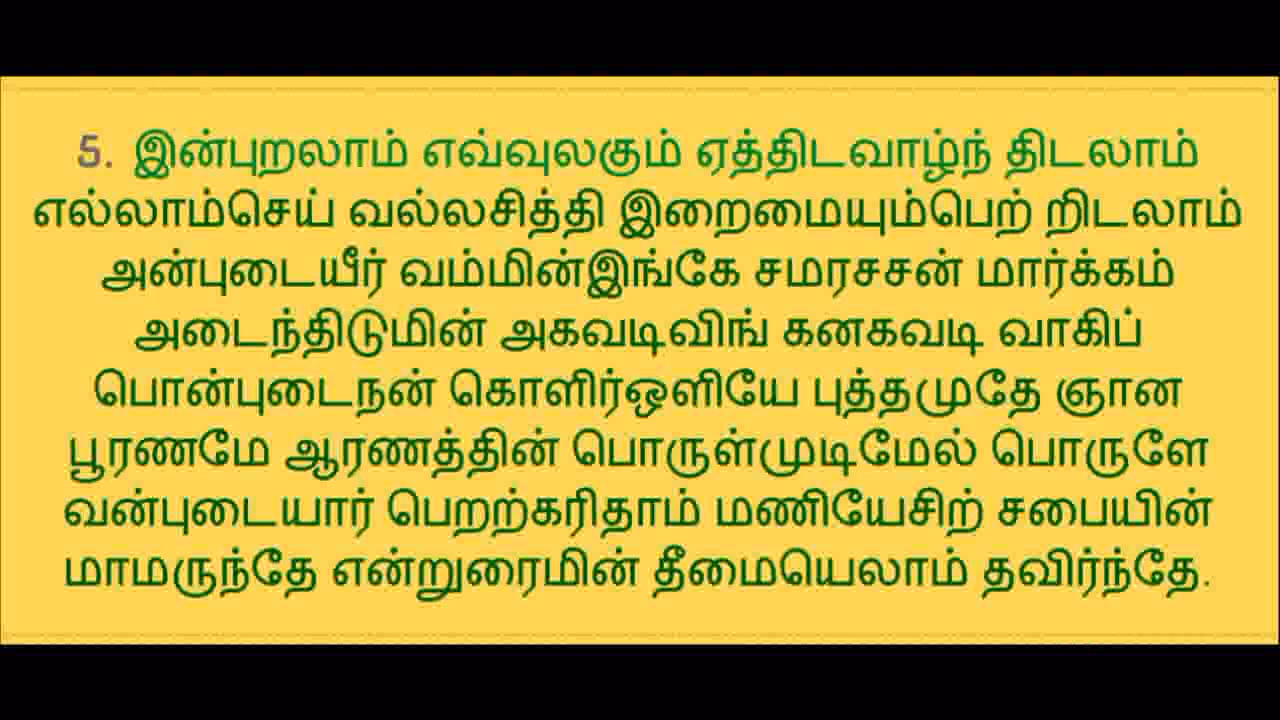 5. இன்புறலாம் எவ்வுலகும் ஏத்திடவாழ்ந் திடலாம்
எல்லாம்செய் வல்லசித்தி இறைமையும்பெற் றிடலாம்
அன்புடையீர் வம்மின்இங்கே சமரசசன் மார்க்கம்
அடைந்திடுமின் அகவடிவிங் கனகவடி வாகிப்
பொன்புடைநன் கொளிர்ஒளியே புத்தமுதே ஞான
பூரணமே ஆரணத்தின் பொருள்முடிமேல் பொருளே
வன்புடையார் பெறற்கரிதாம் மணியேசிற் சபையின்
மாமருந்தே என்றுரைமின் தீமையெலாம் தவிர்ந்தே.